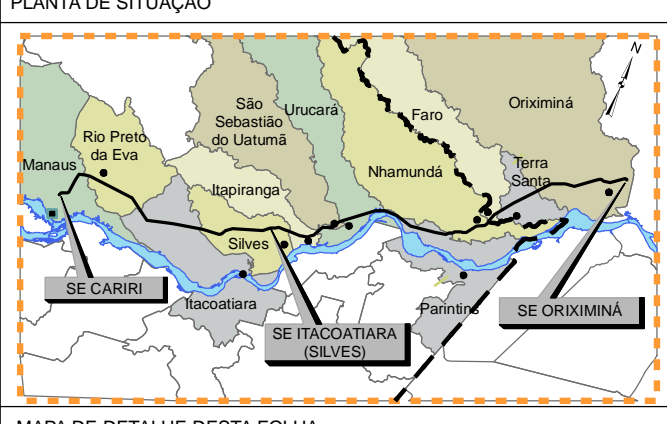 PLANTA DE SITUAÇÃO
N
São
Sebastião
do Uatumã
Urucará
Faro
Oriximiná
Rio Preto
da Eva
Manaus
Nhamundá
Terra
Santa
Itapiranga
Silves
SE CARIRI
Itacoatiara
SE ITACOATIARA
(SILVES)
Parintins
SE ORIXIMINÁ
MAPA DE DETALHE DESTA FOLHA